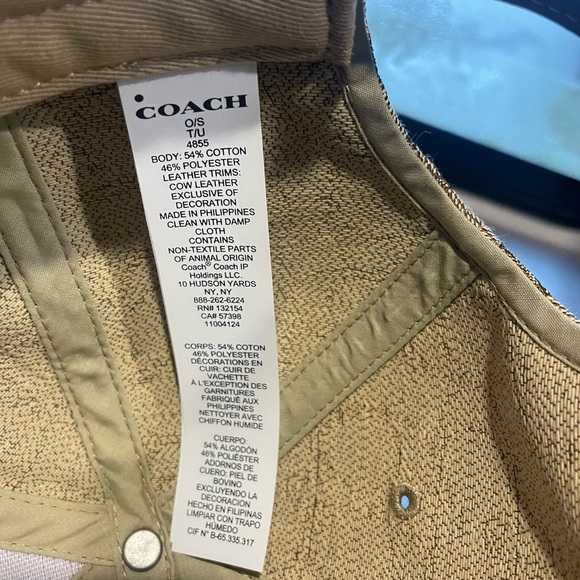 COACH
O/S
T/U
4855
BODY: 54% COTTON
46% POLYESTER
LEATHER TRIMS:
COW LEATHER
EXCLUSIVE OF
DECORATION
MADE IN PHILIPPINES
CLEAN WITH DAMP
CLOTH
CONTAINS
NON-TEXTILE PARTS
OF ANIMAL ORIGIN
Coach® Coach IP
Holdings LLC.
10 HUDSON YARDS
NY, NY
888-262-6224
RN# 132154
CA# 57398
11004124
CORPS: 54% COTON
46% POLYESTER
DÉCORATIONS EN
CUIR: CUIR DE
VACHETTE
À L'EXCEPTION DES
GARNITURES
FABRIQUÉ AUX
PHILIPPINES
NETTOYER AVEC
CHIFFON HUMIDE
CUERPO:
54% ALGODÓN
46% POLIÉSTER
ADORNOS DE
CUERO: PIEL DE
BOVINO
EXCLUYENDO LA
DECORACION
HECHO EN FILIPINAS
LIMPIAR CON TRAPO
HÚMEDO
CIF N° B-65.335.317